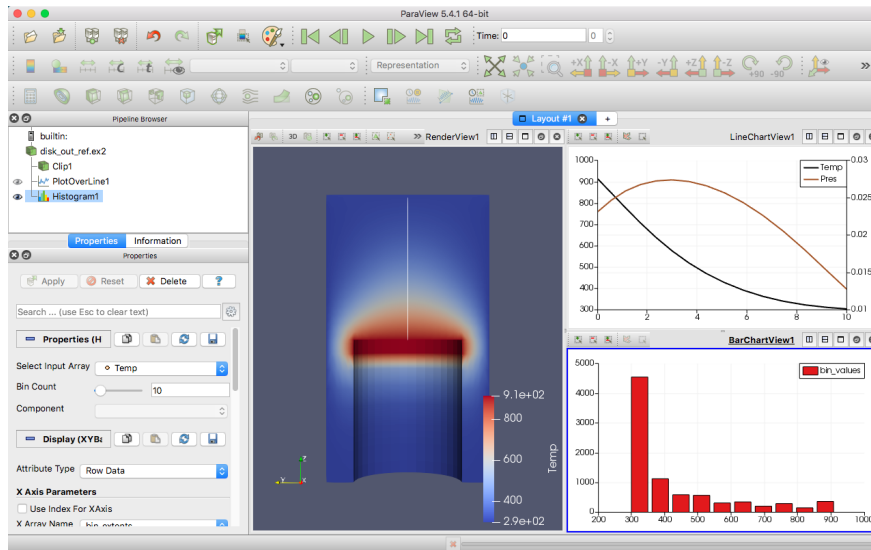 ParaView 5.4.1 64-bit
Time: 0
0
Representation
+X
-X
+Y
-Y
+Z
-Z
+90
-90
»
Pipeline Browser
builtin:
disk_out_ref.ex2
Clip1
PlotOverLine1
Histogram1
Properties
Information
Properties
Apply
Reset
Delete
?
Search ... (use Esc to clear text)
Properties (H
Select Input Array
Temp
Bin Count
10
Component
Display (XYBa
Attribute Type
Row Data
X Axis Parameters
Use Index For XAxis
X Array Name
bin_extents
Layout #1
+
3D
»
RenderView1
9.1e+02
800
600
400
2.9e+02
Temp
Z
Y
X
LineChartView1
1000
900
800
700
600
500
400
300
0
2
4
6
8
10
0.03
0.025
0.02
0.015
0.01
Temp
Pres
BarChartView1
5000
4000
3000
2000
1000
0
200
300
400
500
600
700
800
900
1000
bin_values